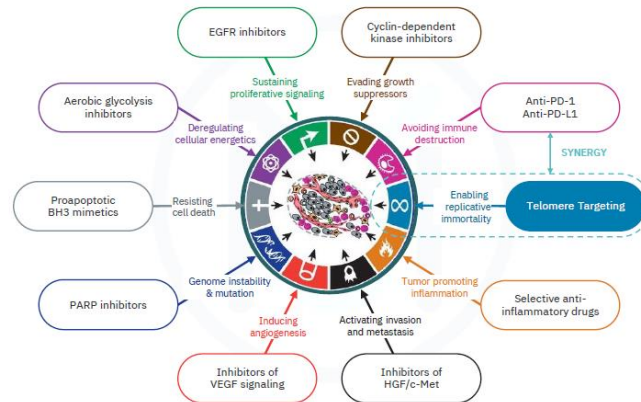 EGFR inhibitors
Cyclin-dependent
kinase inhibitors
Sustaining
proliferative signaling
Evading growth
suppressors
Aerobic glycolysis
inhibitors
Anti-PD-1
Anti-PD-L1
Deregulating
cellular energetics
Avoiding immune
destruction
SYNERGY
Proapoptotic
BH3 mimetics
Resisting
cell death
Enabling
replicative
immortality
Telomere Targeting
PARP inhibitors
Genome instability
& mutation
Tumor promoting
inflammation
Selective anti-
inflammatory drugs
Inducing
angiogenesis
Activating invasion
and metastasis
Inhibitors of
VEGF signaling
Inhibitors of
HGF/c-Met